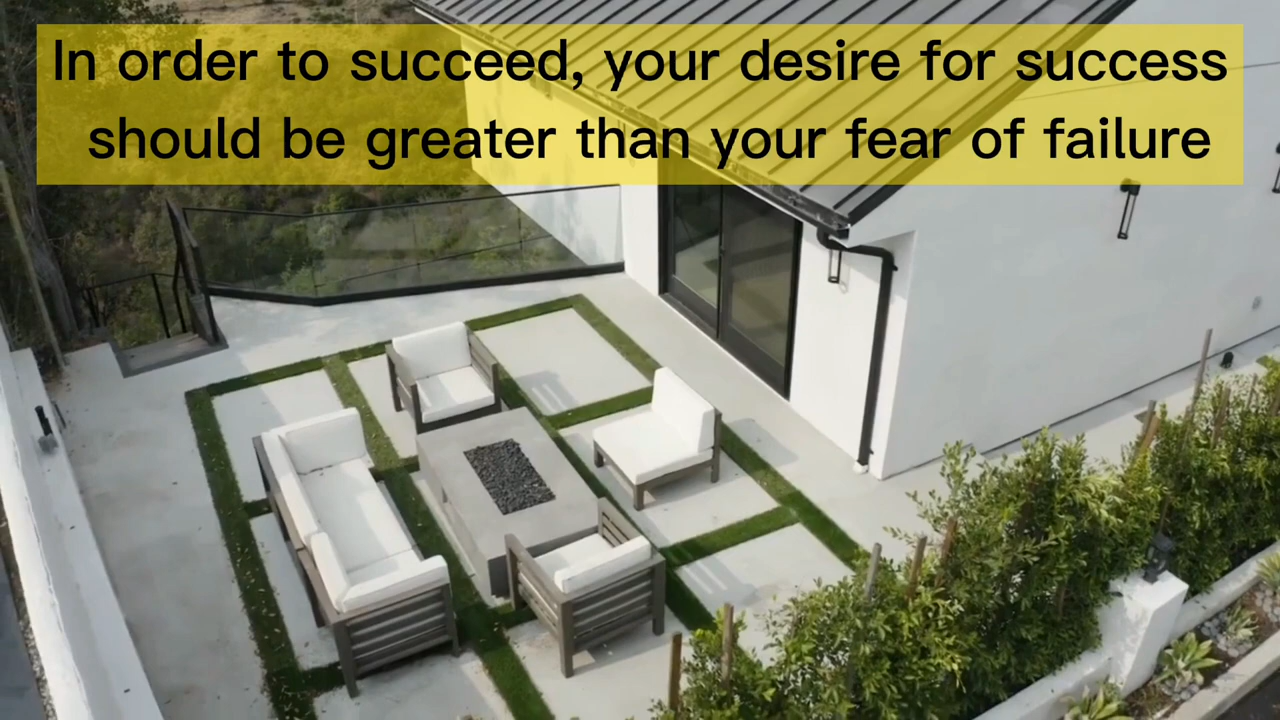 In order to succeed, your desire for success
should be greater than your fear of failure